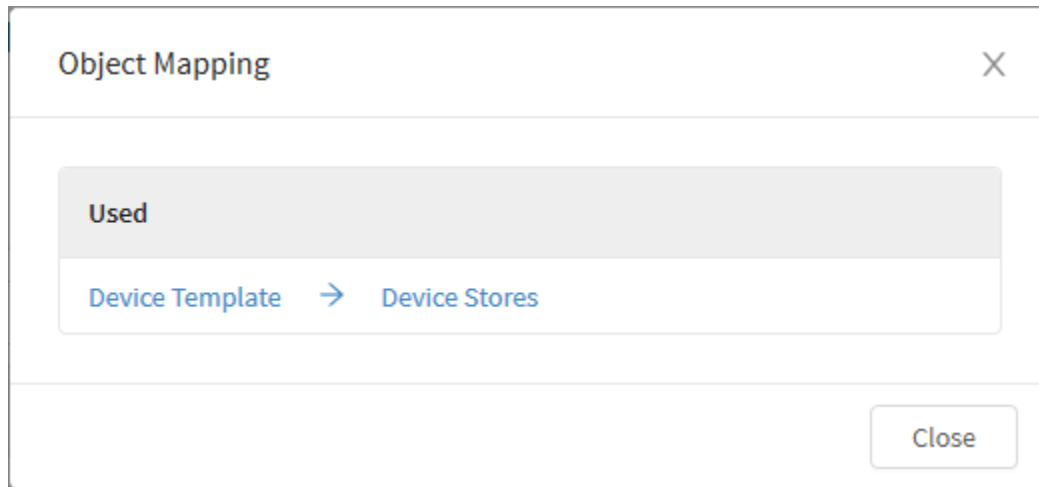 Object Mapping
Used
Device Template → Device Stores
Close